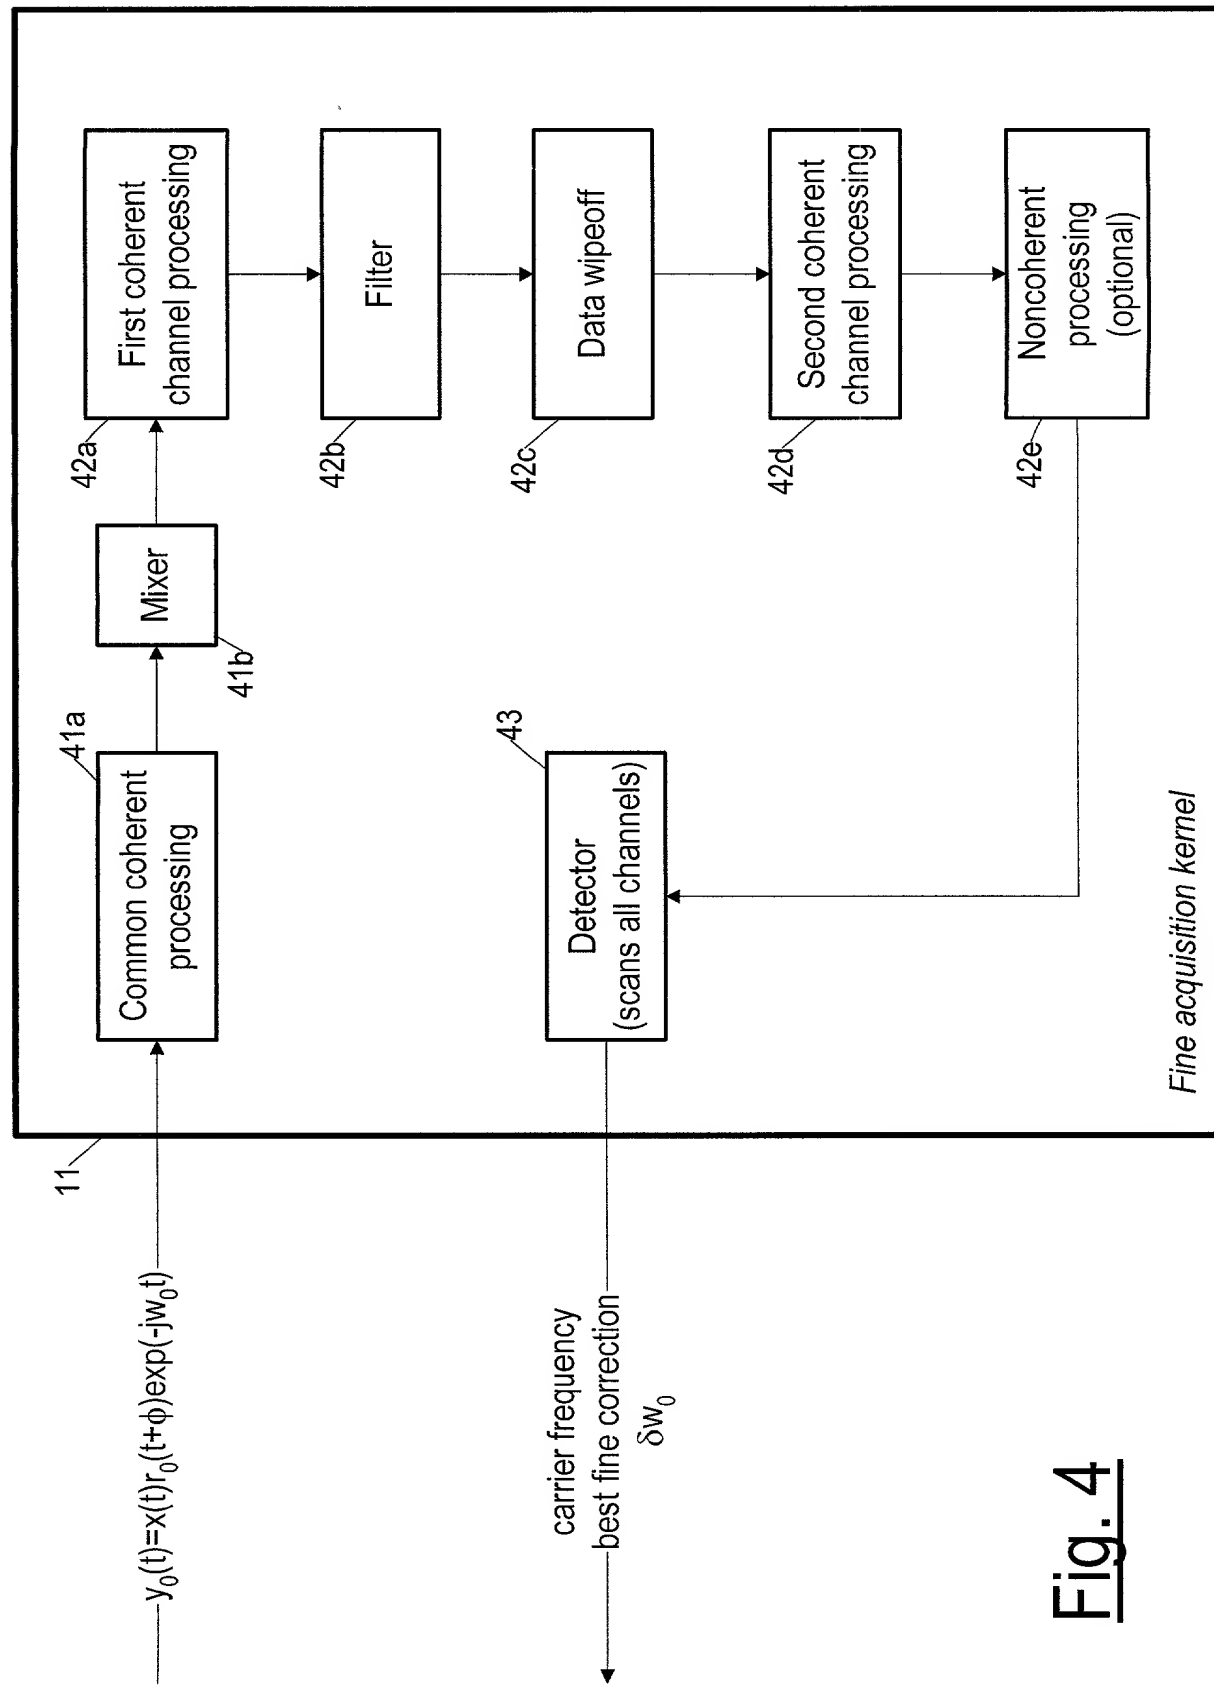 y₀(t)=x(t)r₀(t+ϕ)exp(-jw₀t)
11
Common coherent
processing
41a
Mixer
41b
First coherent
channel processing
42a
Filter
42b
Data wipeoff
42c
Second coherent
channel processing
42d
Noncoherent
processing
(optional)
42e
Detector
(scans all channels)
43
carrier frequency
best fine correction
δw₀
Fine acquisition kernel
Fig. 4